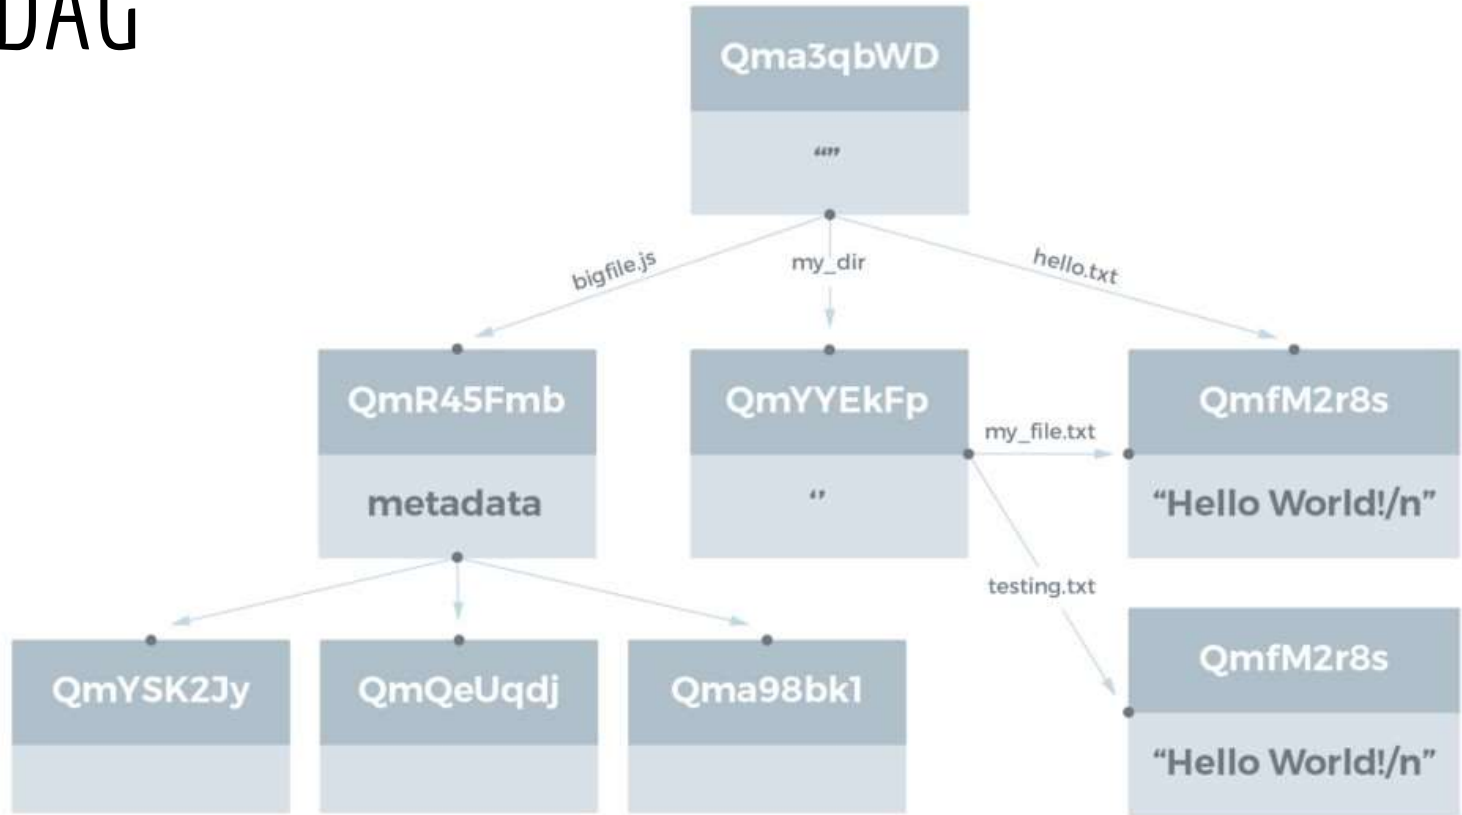 DAG
Qma3qbWD
“”
bigfile.js
my_dir
hello.txt
QmR45Fmb
QmYYEkFp
QmfM2r8s
my_file.txt
metadata
‘’
“Hello World!/n”
testing.txt
QmYSK2Jy
QmQeUqdj
Qma98bk1
QmfM2r8s
“Hello World!/n”